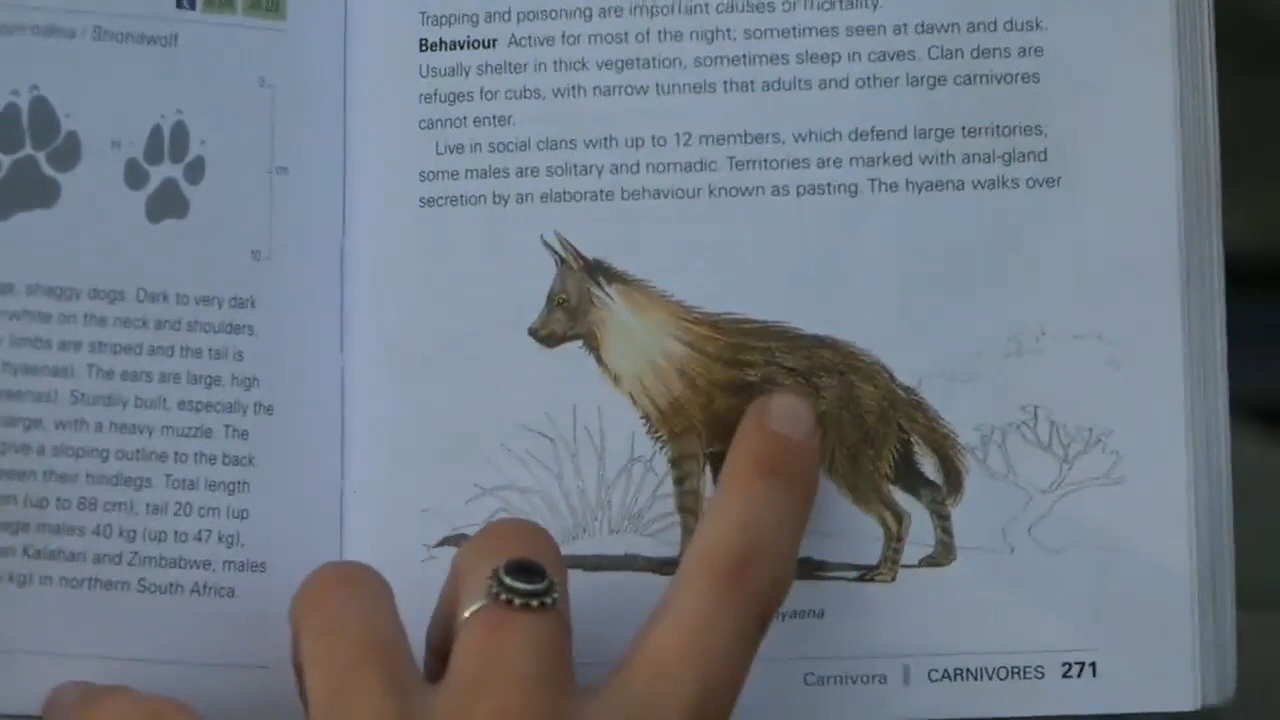 Strandwolf
9
H
cm
10
shaggy dogs. Dark to very dark
white on the neck and shoulders,
limbs are striped and the tail is
hyaenas). The ears are large, high
Sturdily built, especially the
large, with a heavy muzzle. The
give a sloping outline to the back.
their hindlegs. Total length
(up to 88 cm), tail 20 cm (up
males 40 kg (up to 47 kg),
Kalahari and Zimbabwe, males
kg) in northern South Africa.
Trapping and poisoning are important causes of mortality.
Behaviour Active for most of the night; sometimes seen at dawn and dusk.
Usually shelter in thick vegetation, sometimes sleep in caves. Clan dens are
refuges for cubs, with narrow tunnels that adults and other large carnivores
cannot enter.
Live in social clans with up to 12 members, which defend large territories;
some males are solitary and nomadic. Territories are marked with anal-gland
secretion by an elaborate behaviour known as pasting. The hyaena walks over
hyaena
Carnivora | CARNIVORES 271